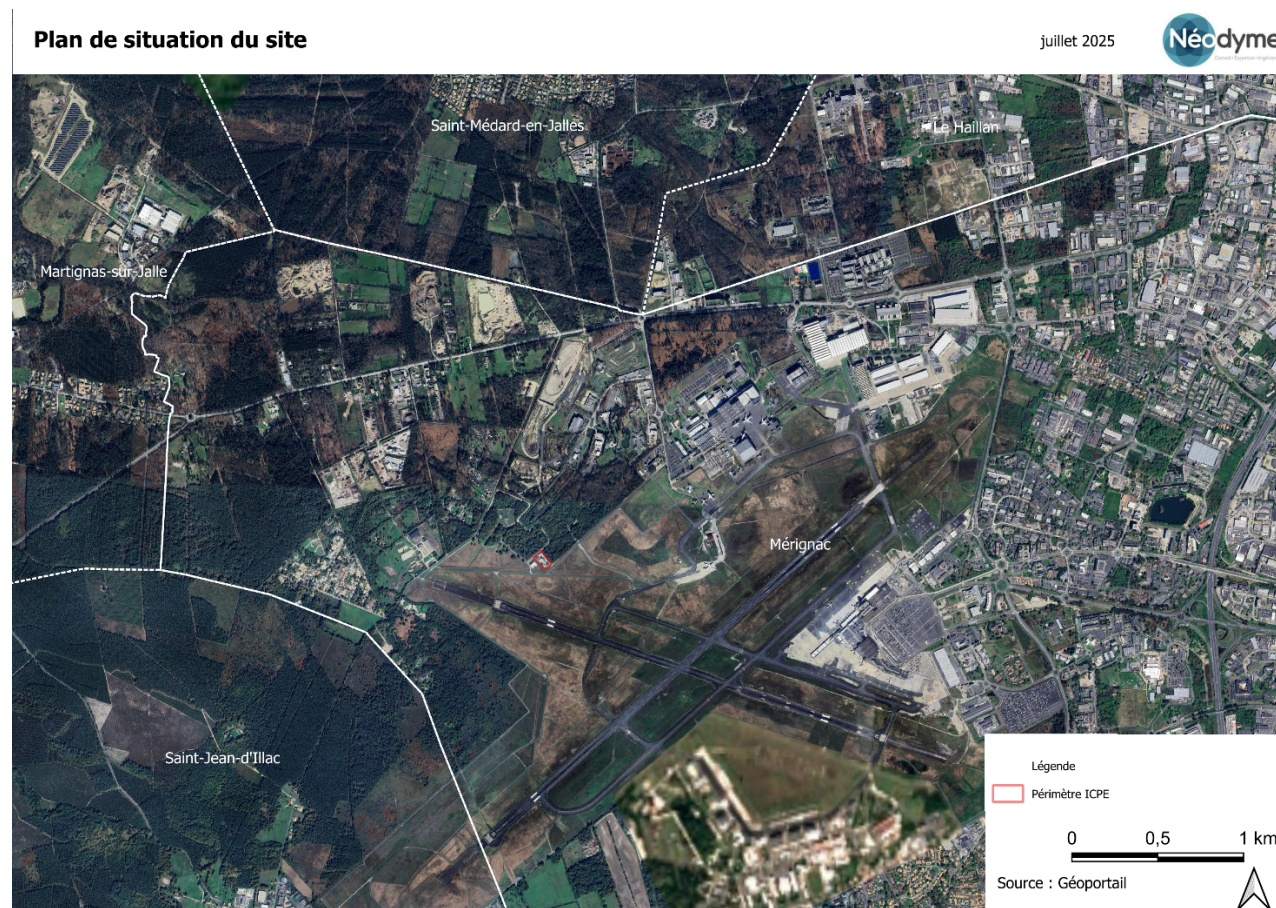 Plan de situation du site
juillet 2025
Néodyme
Saint-Médard-en-Jalles
Le Haillan
Martignas-sur-Jalle
Mérignac
Saint-Jean-d'Illac
Légende
Périmètre ICPE
0 0,5 1 km
Source : Géoportail